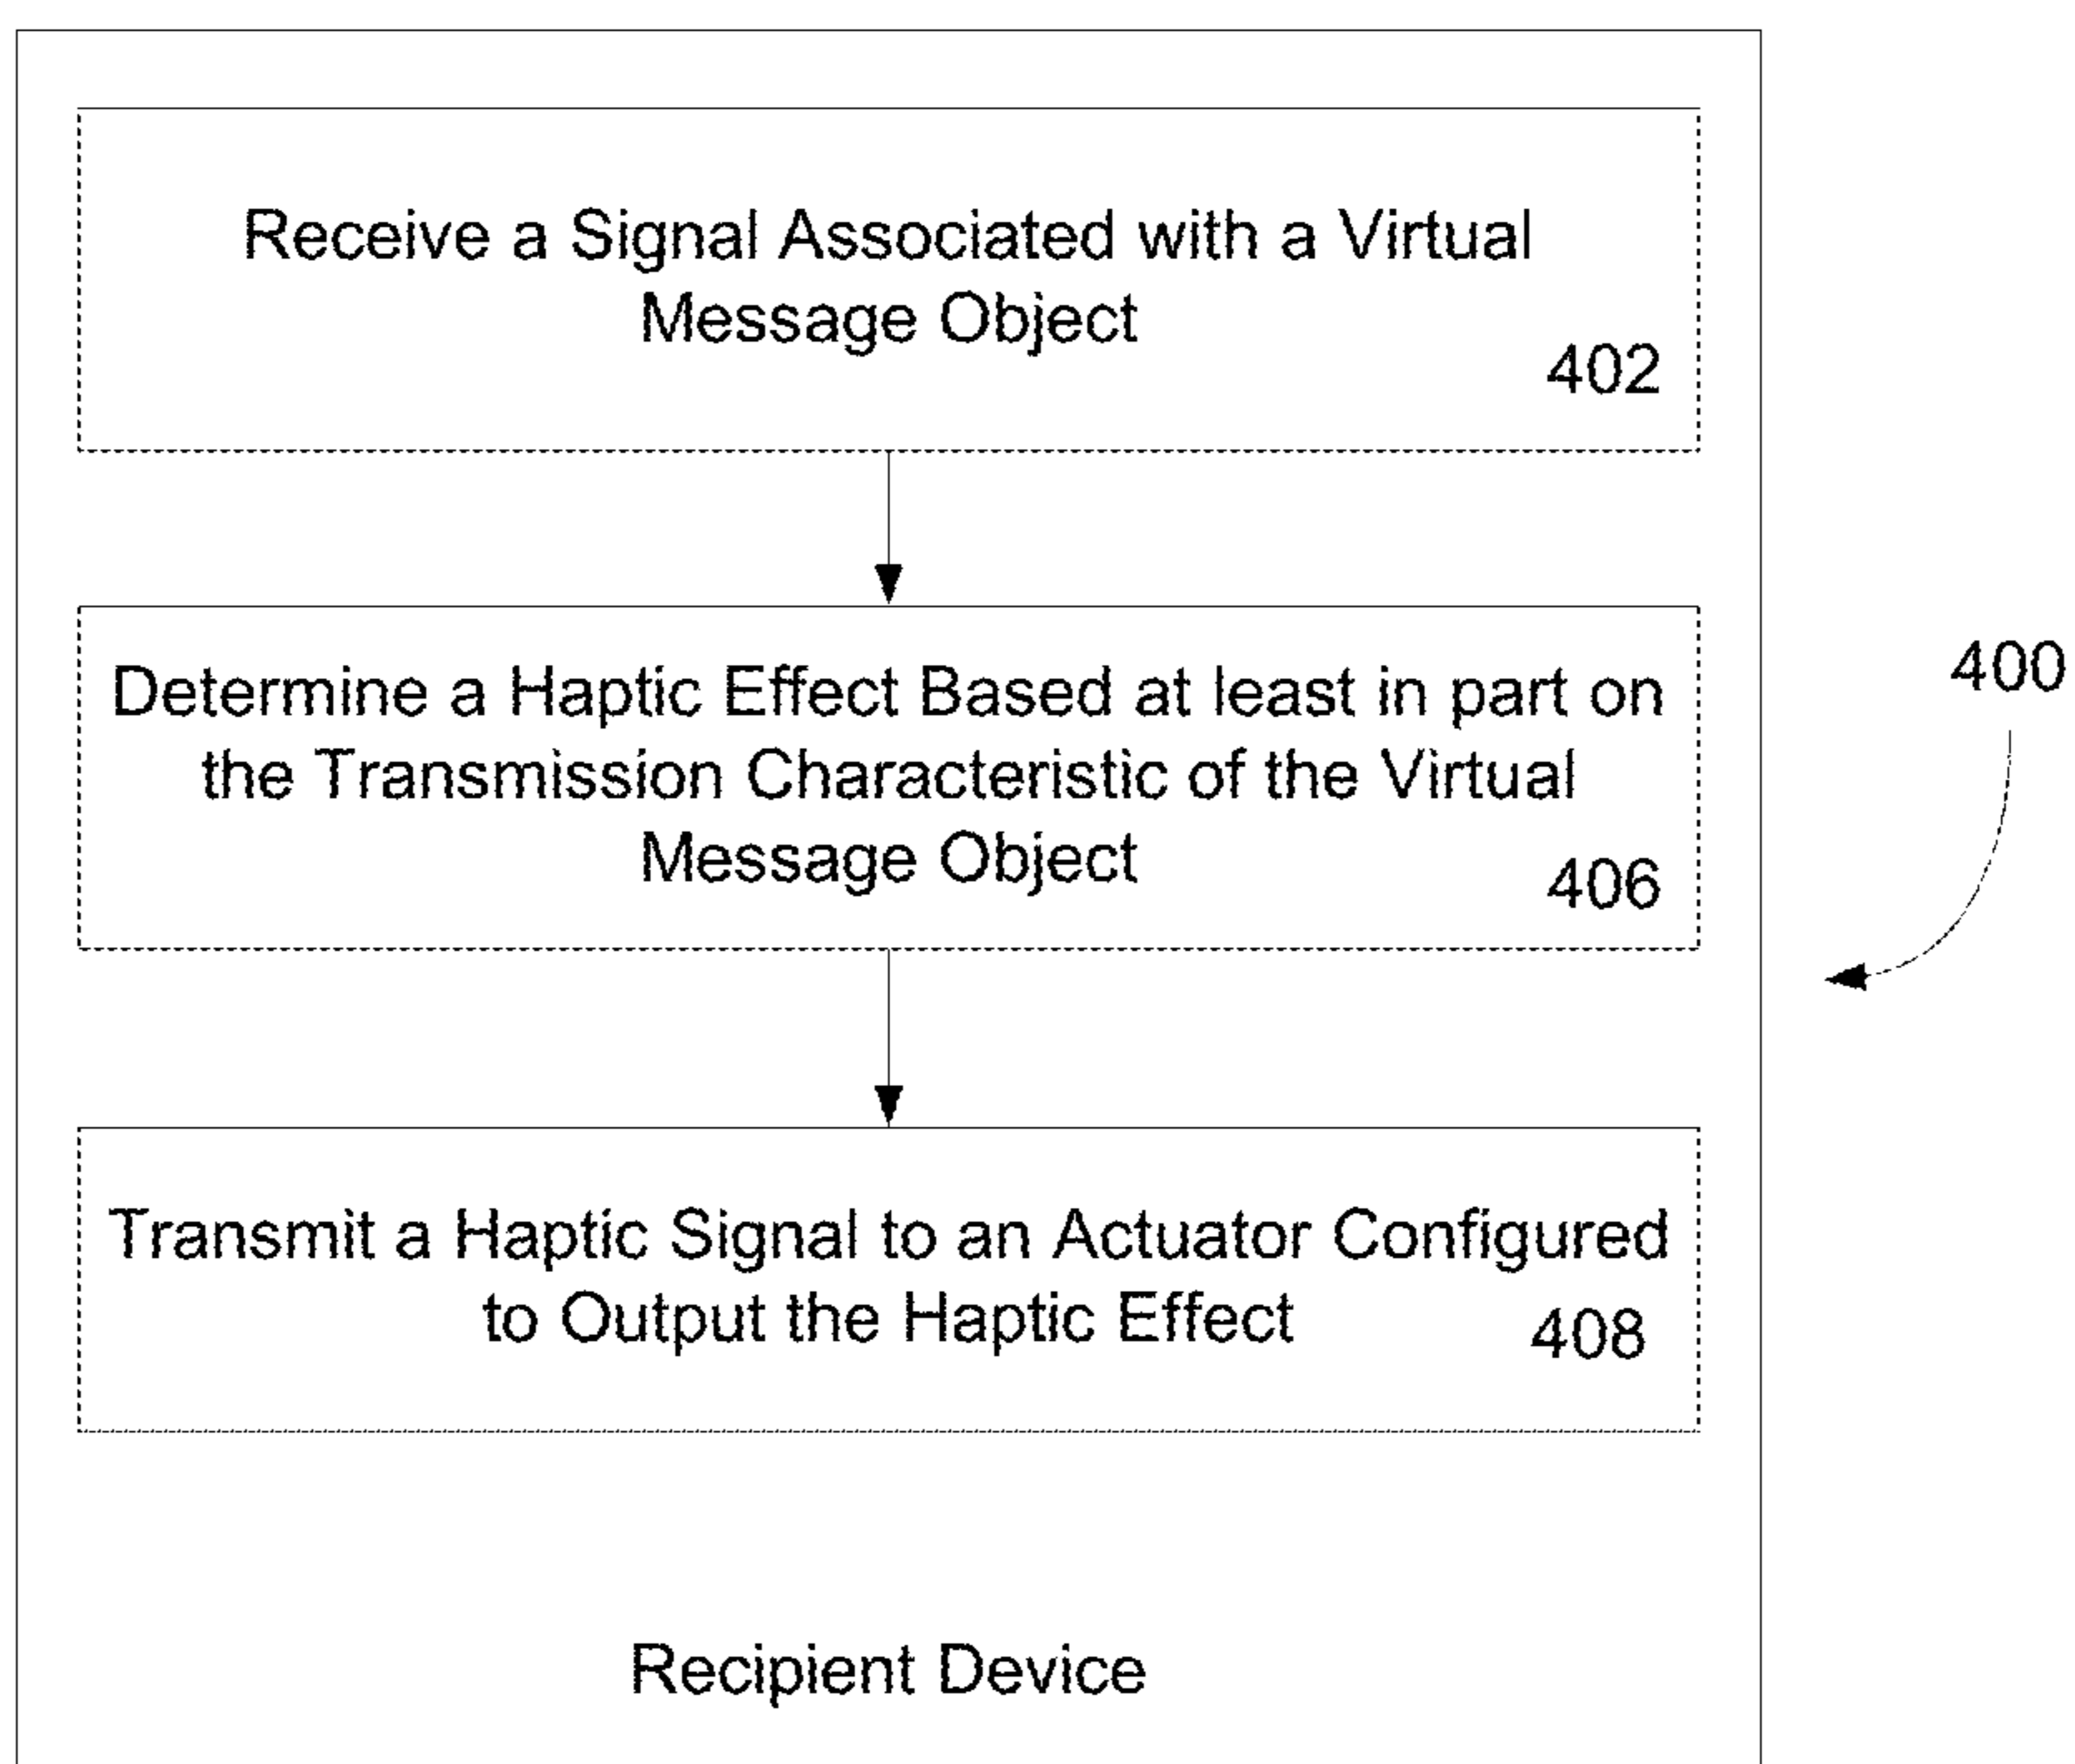 Receive a Signal Associated with a Virtual
Message Object
402
Determine a Haptic Effect Based at least in part on
the Transmission Characteristic of the Virtual
Message Object
406
400
Transmit a Haptic Signal to an Actuator Configured
to Output the Haptic Effect
408
Recipient Device